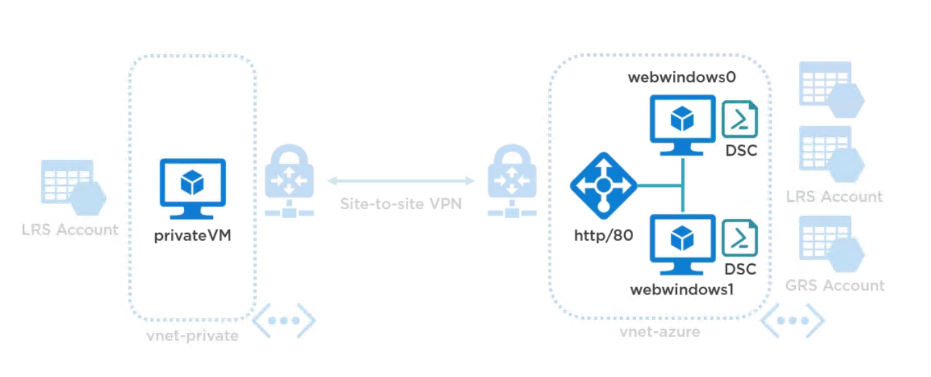 webwindows0
DSC
LRS Account
Site-to-site VPN
LRS Account
privateVM
http/80
DSC
webwindows1
GRS Account
vnet-private
vnet-azure